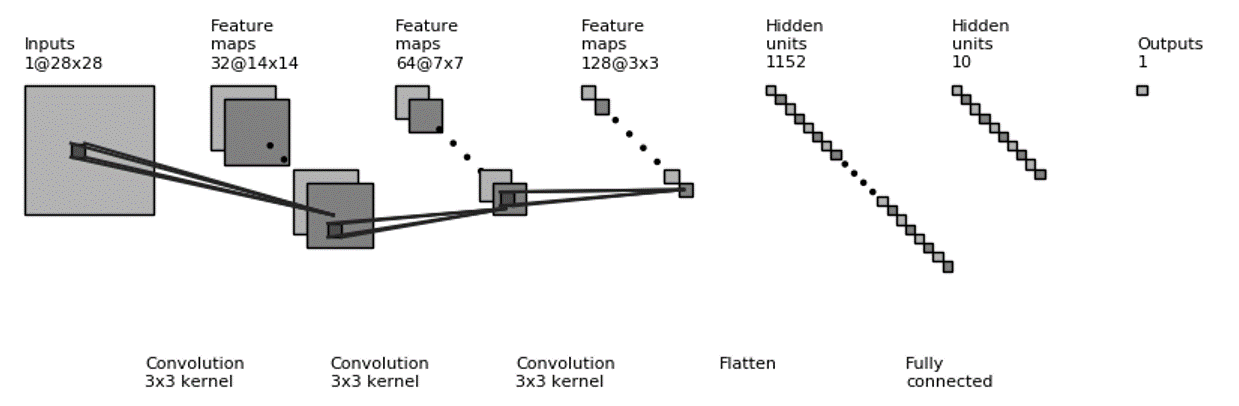 Inputs
1@28x28
Feature
maps
32@14x14
Feature
maps
64@7x7
Feature
maps
128@3x3
Hidden
units
1152
Hidden
units
10
Outputs
1
Convolution
3x3 kernel
Convolution
3x3 kernel
Convolution
3x3 kernel
Flatten
Fully
connected